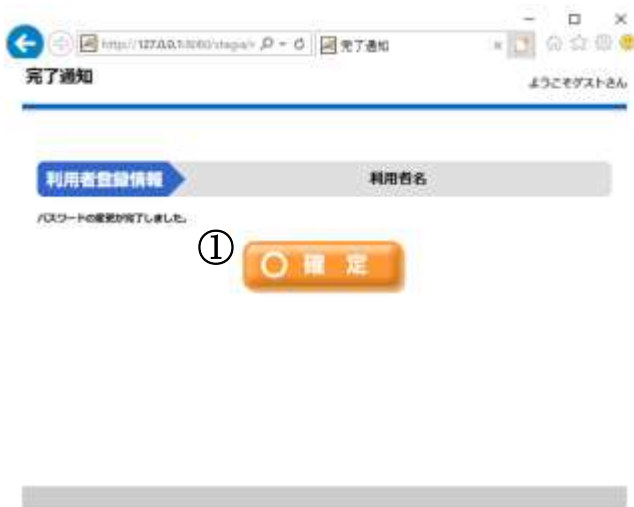 完了通知
完了通知
ようこそゲストさん
利用者登録情報
利用者名
パスワードの変更が完了しました。
①
○ 確 定